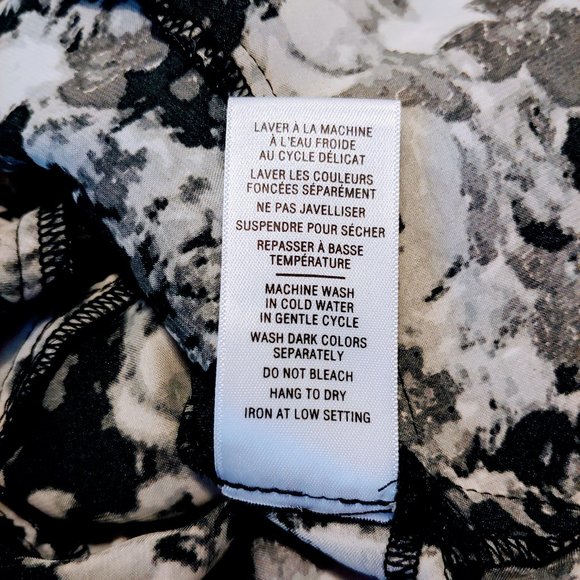 LAVER À LA MACHINE
À L'EAU FROIDE
AU CYCLE DÉLICAT
LAVER LES COULEURS
FONCÉES SÉPARÉMENT
NE PAS JAVELLISER
SUSPENDRE POUR SÉCHER
REPASSER À BASSE
TEMPÉRATURE
MACHINE WASH
IN COLD WATER
IN GENTLE CYCLE
WASH DARK COLORS
SEPARATELY
DO NOT BLEACH
HANG TO DRY
IRON AT LOW SETTING